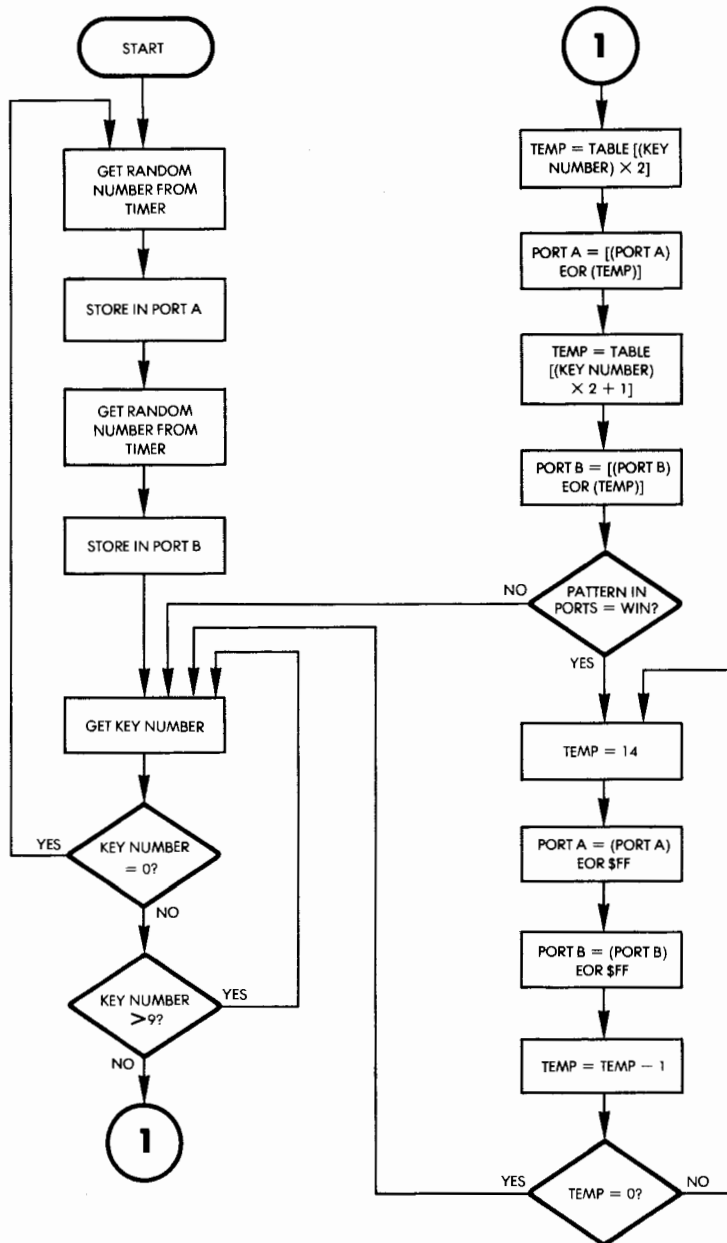 START
GET RANDOM
NUMBER FROM
TIMER
STORE IN PORT A
GET RANDOM
NUMBER FROM
TIMER
STORE IN PORT B
GET KEY NUMBER
KEY NUMBER
= 0?
YES
NO
KEY NUMBER
>9?
YES
NO
1
1
TEMP = TABLE [(KEY
NUMBER) × 2]
PORT A = [(PORT A)
EOR (TEMP)]
TEMP = TABLE
[(KEY NUMBER)
× 2 + 1]
PORT B = [(PORT B)
EOR (TEMP)]
NO
PATTERN IN
PORTS = WIN?
YES
TEMP = 14
PORT A = (PORT A)
EOR $FF
PORT B = (PORT B)
EOR $FF
TEMP = TEMP − 1
YES
TEMP = 0?
NO